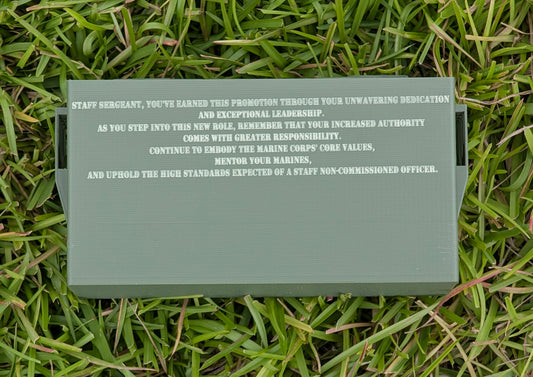 STAFF SERGEANT, YOU'VE EARNED THIS PROMOTION THROUGH YOUR UNWAVERING DEDICATION
AND EXCEPTIONAL LEADERSHIP.
AS YOU STEP INTO THIS NEW ROLE, REMEMBER THAT YOUR INCREASED AUTHORITY
COMES WITH GREATER RESPONSIBILITY.
CONTINUE TO EMBODY THE MARINE CORPS' CORE VALUES,
MENTOR YOUR MARINES,
AND UPHOLD THE HIGH STANDARDS EXPECTED OF A STAFF NON-COMMISSIONED OFFICER.